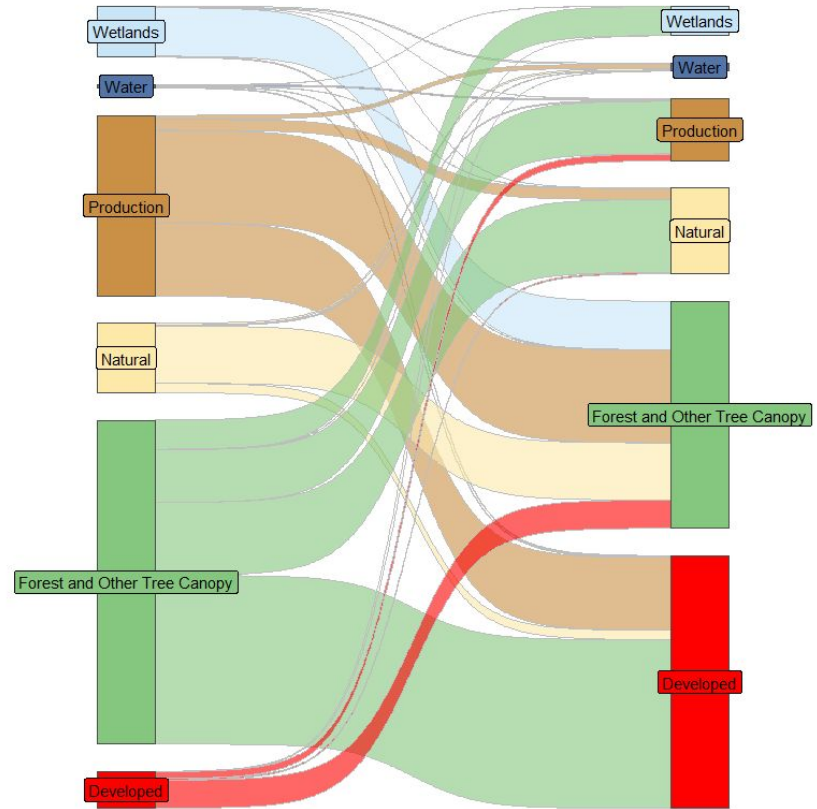 Wetlands
Water
Production
Natural
Forest and Other Tree Canopy
Developed
Wetlands
Water
Production
Natural
Forest and Other Tree Canopy
Developed